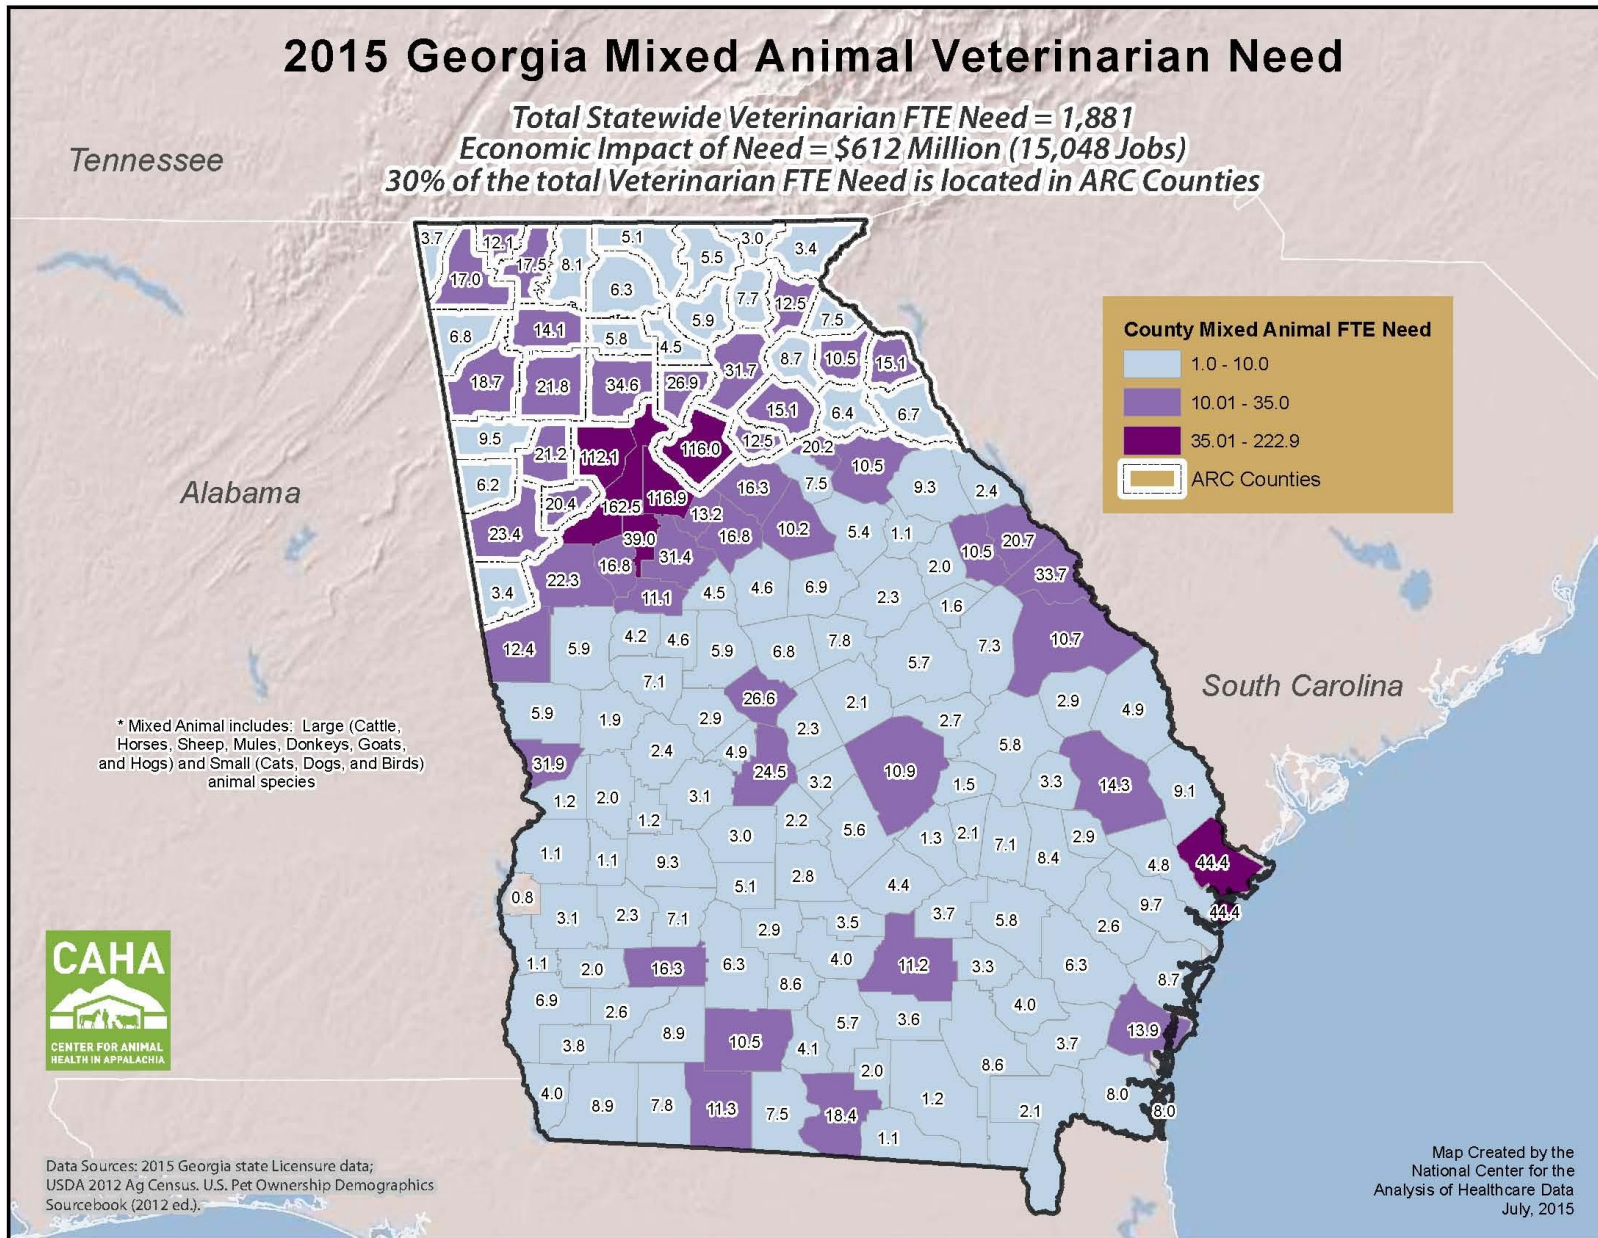 2015 Georgia Mixed Animal Veterinarian Need
Total Statewide Veterinarian FTE Need = 1,881
Economic Impact of Need = $612 Million (15,048 Jobs)
30% of the total Veterinarian FTE Need is located in ARC Counties
Tennessee
Alabama
South Carolina
County Mixed Animal FTE Need
1.0 - 10.0
10.01 - 35.0
35.01 - 222.9
ARC Counties
3.7 12.1 5.1 3.0 3.4
17.0 17.5 8.1 5.5
6.3 7.7 12.5
6.8 14.1 5.8 4.5 5.9 7.5
18.7 21.8 34.6 26.9 31.7 8.7 10.5 15.1
15.1 6.4 6.7
9.5 21.2 112.1 116.0 12.5 20.2
6.2 20.4 162.5 116.9 16.3 7.5 10.5 9.3 2.4
23.4 39.0 13.2 16.8 10.2 5.4 1.1 10.5 20.7
3.4 22.3 16.8 31.4 2.0 33.7
11.1 4.5 4.6 6.9 2.3 1.6
12.4 5.9 4.2 4.6 5.9 6.8 7.8 5.7 7.3 10.7
7.1
5.9 1.9 2.9 26.6 2.3 2.1 2.7 2.9 4.9
31.9 2.4 4.9 24.5 3.2 10.9 5.8
1.2 2.0 3.1 1.5 3.3 14.3 9.1
1.2 3.0 2.2 5.6 1.3 2.1 7.1 2.9
1.1 1.1 9.3 8.4 4.8 44.4
0.8 5.1 2.8 4.4
3.1 2.3 7.1 2.9 3.5 3.7 5.8 2.6 9.7 44.4
1.1 2.0 16.3 6.3 4.0 11.2 3.3 6.3 8.7
6.9 2.6 8.6 4.0
3.8 8.9 10.5 4.1 5.7 3.6 3.7 13.9
4.0 8.9 7.8 11.3 7.5 18.4 2.0 1.2 8.6 2.1 8.0 8.0
1.1
* Mixed Animal includes: Large (Cattle,
Horses, Sheep, Mules, Donkeys, Goats,
and Hogs) and Small (Cats, Dogs, and Birds)
animal species
CAHA
CENTER FOR ANIMAL
HEALTH IN APPALACHIA
Data Sources: 2015 Georgia state Licensure data;
USDA 2012 Ag Census. U.S. Pet Ownership Demographics
Sourcebook (2012 ed.).
Map Created by the
National Center for the
Analysis of Healthcare Data
July, 2015